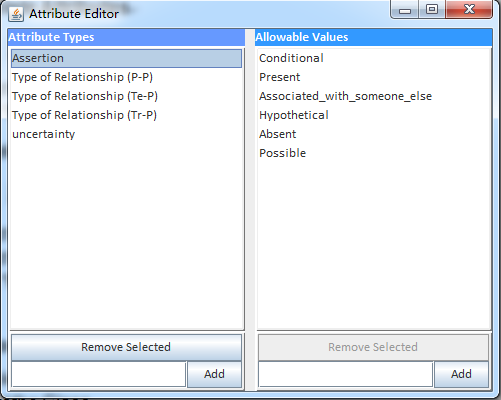 Attribute Editor
Attribute Types
Assertion
Type of Relationship (P-P)
Type of Relationship (Te-P)
Type of Relationship (Tr-P)
uncertainty
Remove Selected
Add
Allowable Values
Conditional
Present
Associated_with_someone_else
Hypothetical
Absent
Possible
Remove Selected
Add